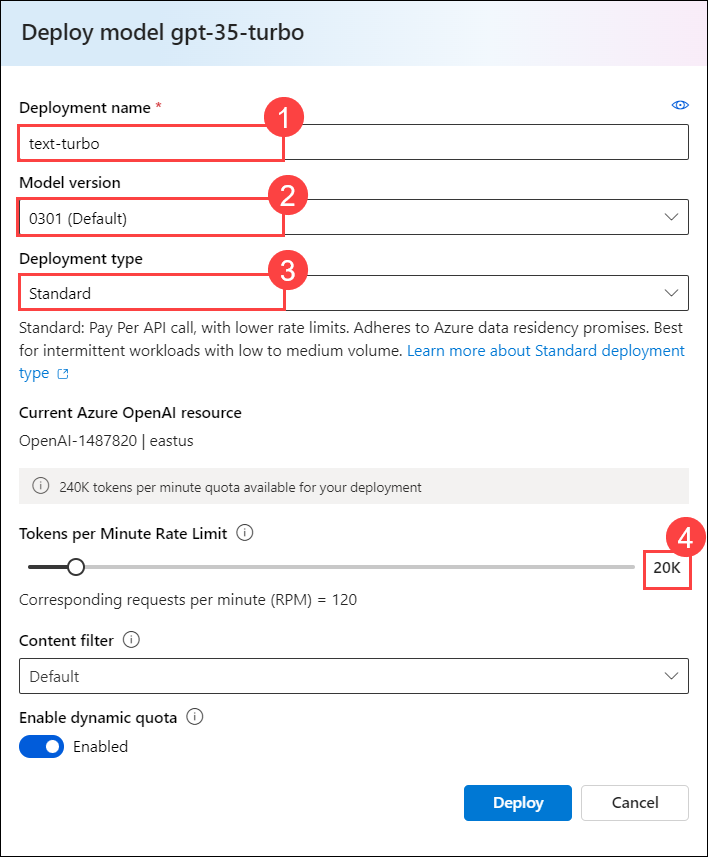 Deploy model gpt-35-turbo
Deployment name *
1
text-turbo
Model version
2
0301 (Default)
Deployment type
3
Standard
Standard: Pay Per API call, with lower rate limits. Adheres to Azure data residency promises. Best
for intermittent workloads with low to medium volume. Learn more about Standard deployment
type
Current Azure OpenAI resource
OpenAI-1487820 | eastus
240K tokens per minute quota available for your deployment
Tokens per Minute Rate Limit
4
20K
Corresponding requests per minute (RPM) = 120
Content filter
Default
Enable dynamic quota
Enabled
Deploy Cancel